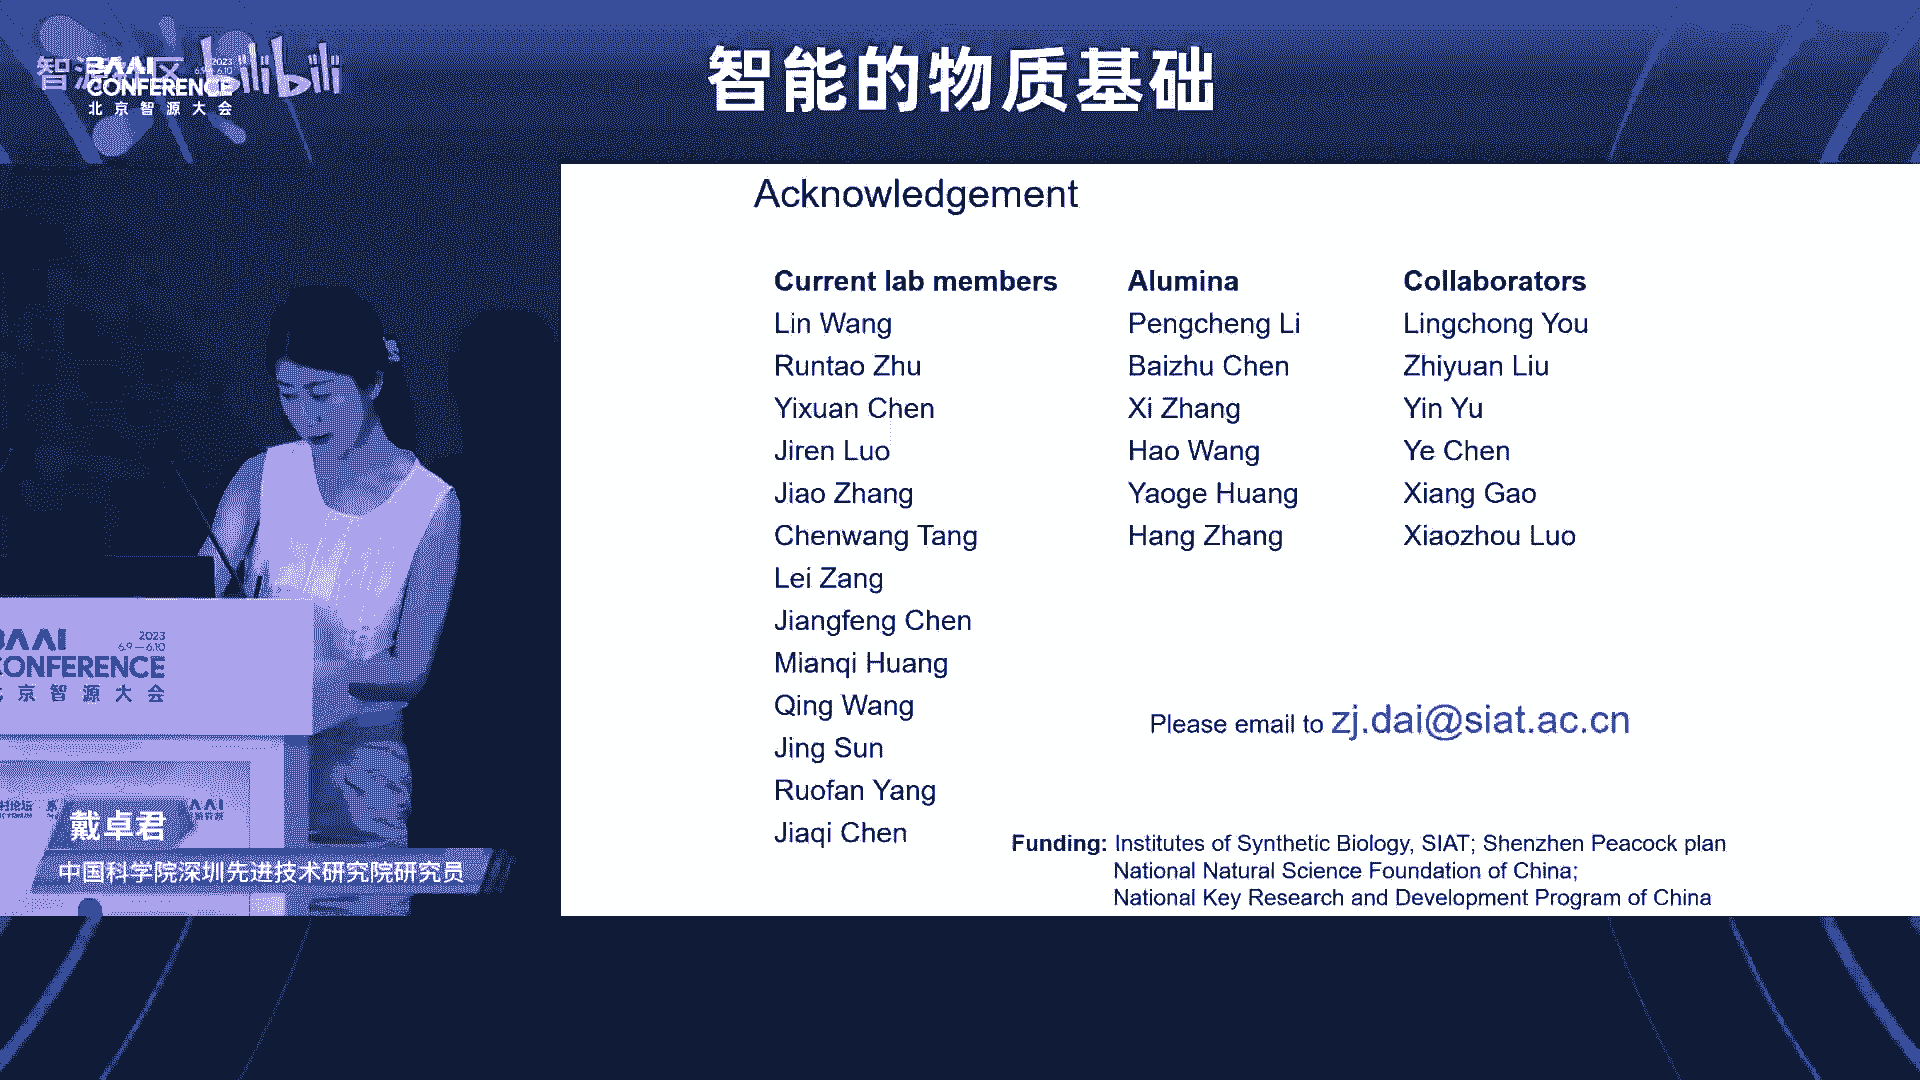 智能的物质基础
BAAI
2023
6.9 — 6.10
CONFERENCE
北京智源大会
bilibili
Acknowledgement
Current lab members
Lin Wang
Runtao Zhu
Yixuan Chen
Jiren Luo
Jiao Zhang
Chenwang Tang
Lei Zang
Jiangfeng Chen
Mianqi Huang
Qing Wang
Jing Sun
Ruofan Yang
Jiaqi Chen
Alumina
Pengcheng Li
Baizhu Chen
Xi Zhang
Hao Wang
Yaoge Huang
Hang Zhang
Collaborators
Lingchong You
Zhiyuan Liu
Yin Yu
Ye Chen
Xiang Gao
Xiaozhou Luo
Please email to zj.dai@siat.ac.cn
Funding: Institutes of Synthetic Biology, SIAT; Shenzhen Peacock plan
National Natural Science Foundation of China;
National Key Research and Development Program of China
BAAI
2023
6.9 — 6.10
CONFERENCE
京智源大会
戴卓君
中国科学院深圳先进技术研究院研究员